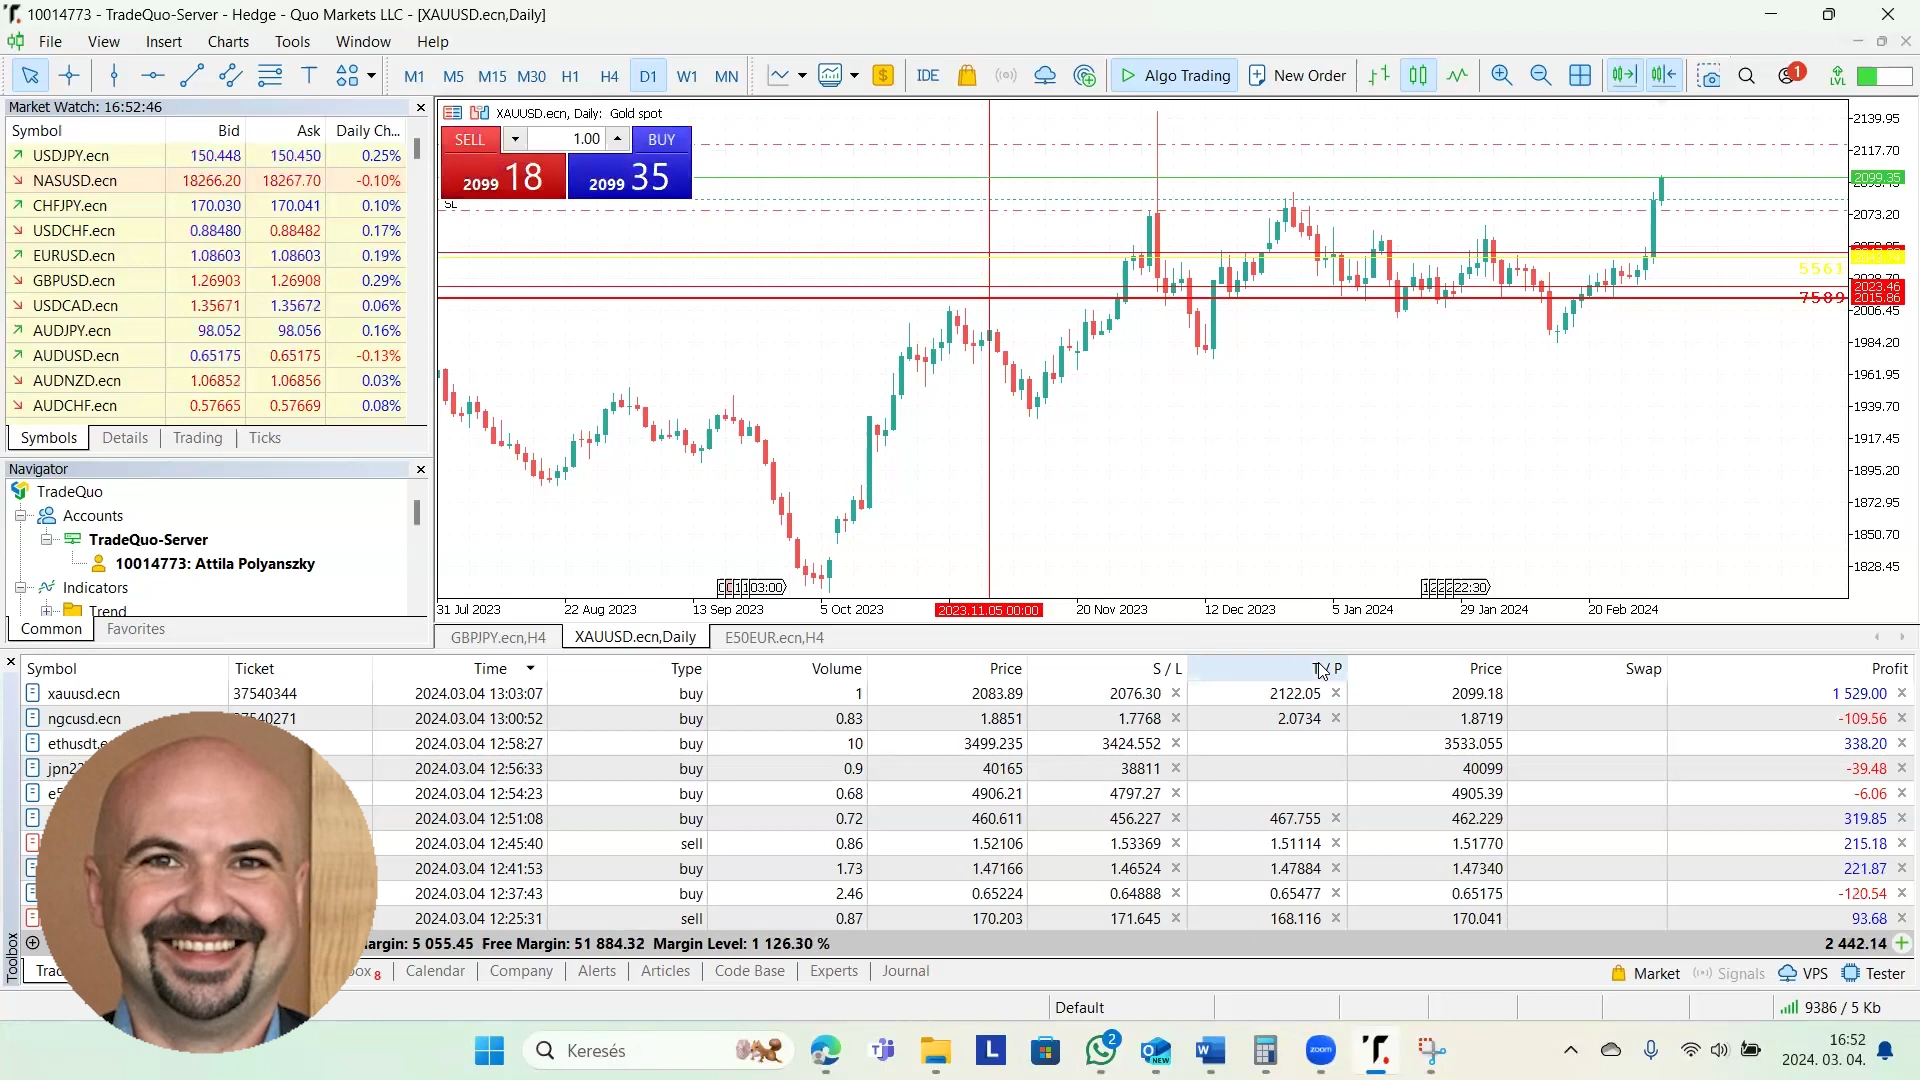 10014773 - TradeQuo-Server - Hedge - Quo Markets LLC - [XAUUSD.ecn,Daily]
File View Insert Charts Tools Window Help
M1 M5 M15 M30 H1 H4 D1 W1 MN IDE Algo Trading New Order 1 LVL
Market Watch: 16:52:46
Symbol Bid Ask Daily Ch...
USDJPY.ecn 150.448 150.450 0.25%
NASUSD.ecn 18266.20 18267.70 -0.10%
CHFJPY.ecn 170.030 170.041 0.10%
USDCHF.ecn 0.88480 0.88482 0.17%
EURUSD.ecn 1.08603 1.08603 0.19%
GBPUSD.ecn 1.26903 1.26908 0.29%
USDCAD.ecn 1.35671 1.35672 0.06%
AUDJPY.ecn 98.052 98.056 0.16%
AUDUSD.ecn 0.65175 0.65175 -0.13%
AUDNZD.ecn 1.06852 1.06856 0.03%
AUDCHF.ecn 0.57665 0.57669 0.08%
Symbols Details Trading Ticks
Navigator
TradeQuo
Accounts
TradeQuo-Server
10014773: Attila Polyanszky
Indicators
Trend
Common Favorites
XAUUSD.ecn, Daily: Gold spot
SELL 1.00 BUY
2099 18 2099 35
SL
2139.95
2117.70
2099.35
2073.20
5561
2023.46
7589 2015.86
2006.45
1984.20
1961.95
1939.70
1917.45
1895.20
1872.95
1850.70
1828.45
03:00 22:30
31 Jul 2023 22 Aug 2023 13 Sep 2023 5 Oct 2023 2023.11.05 00:00 20 Nov 2023 12 Dec 2023 5 Jan 2024 29 Jan 2024 20 Feb 2024
GBPJPY.ecn,H4 XAUUSD.ecn,Daily E50EUR.ecn,H4
Symbol Ticket Time Type Volume Price S / L T / P Price Swap Profit
xauusd.ecn 37540344 2024.03.04 13:03:07 buy 1 2083.89 2076.30 2122.05 2099.18 1 529.00
ngcusd.ecn 37540271 2024.03.04 13:00:52 buy 0.83 1.8851 1.7768 2.0734 1.8719 -109.56
ethusdt.e 2024.03.04 12:58:27 buy 10 3499.235 3424.552 3533.055 338.20
jpn22 2024.03.04 12:56:33 buy 0.9 40165 38811 40099 -39.48
e5 2024.03.04 12:54:23 buy 0.68 4906.21 4797.27 4905.39 -6.06
2024.03.04 12:51:08 buy 0.72 460.611 456.227 467.755 462.229 319.85
2024.03.04 12:45:40 sell 0.86 1.52106 1.53369 1.51114 1.51770 215.18
2024.03.04 12:41:53 buy 1.73 1.47166 1.46524 1.47884 1.47340 221.87
2024.03.04 12:37:43 buy 2.46 0.65224 0.64888 0.65477 0.65175 -120.54
2024.03.04 12:25:31 sell 0.87 170.203 171.645 168.116 170.041 93.68
argin: 5 055.45 Free Margin: 51 884.32 Margin Level: 1 126.30 % 2 442.14
Toolbox
Trad ox 8 Calendar Company Alerts Articles Code Base Experts Journal Market Signals VPS Tester
Default 9386 / 5 Kb
Keresés L 2 NEW W zoom 16:52
2024. 03. 04.